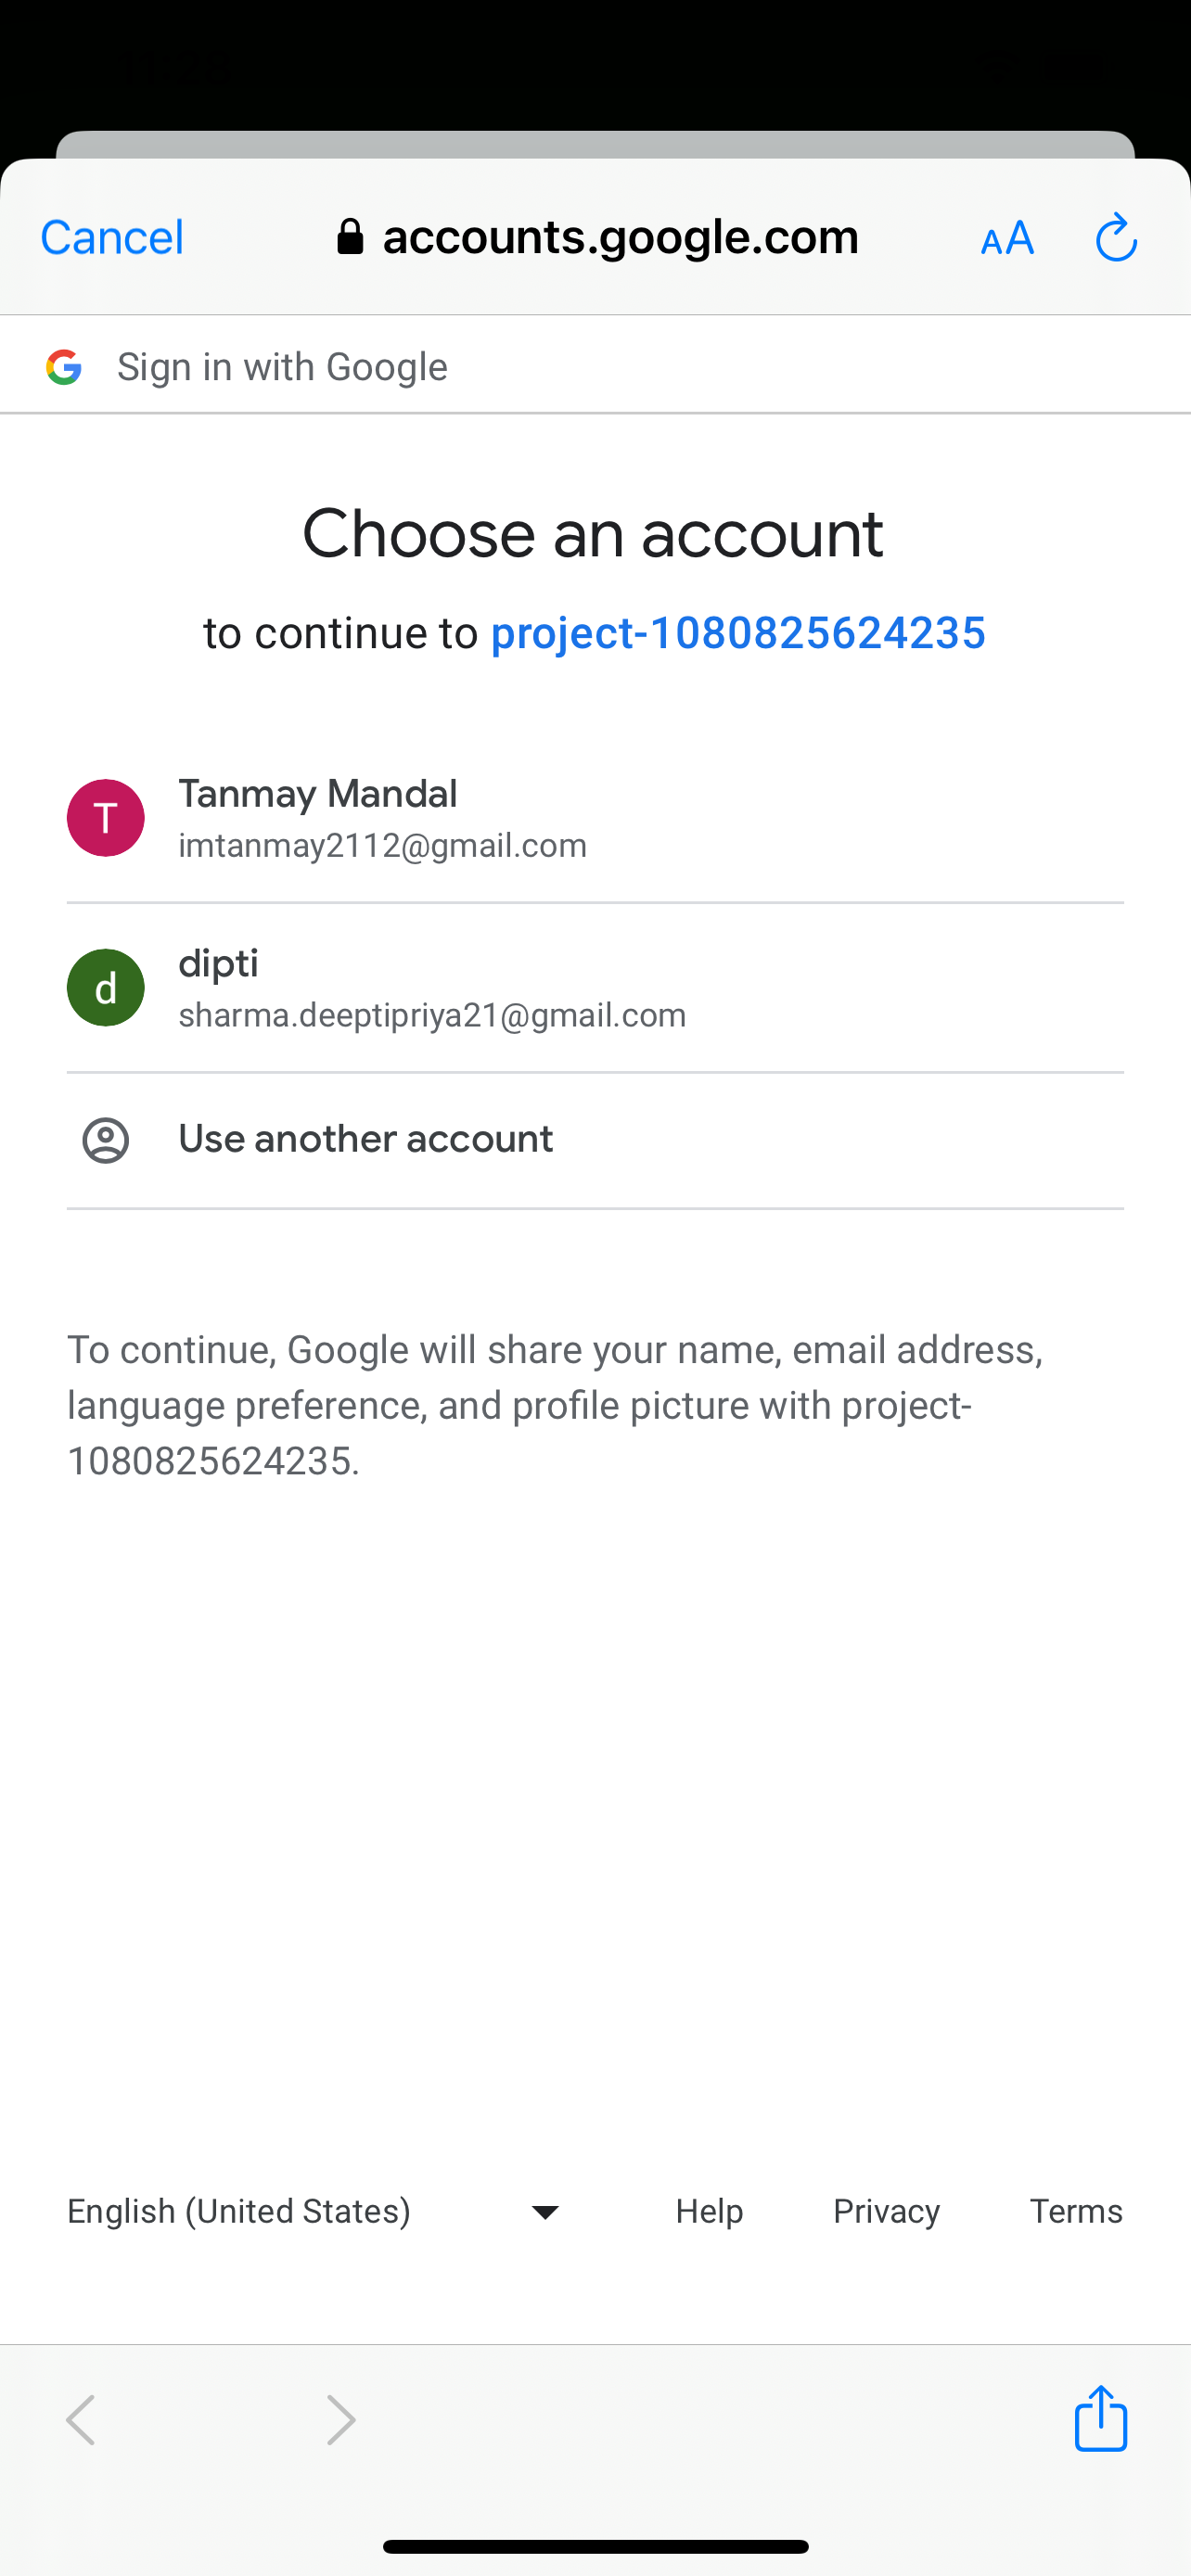 Cancel
accounts.google.com
AA
Sign in with Google
Choose an account
to continue to project-1080825624235
T
Tanmay Mandal
imtanmay2112@gmail.com
d
dipti
sharma.deeptipriya21@gmail.com
Use another account
To continue, Google will share your name, email address,
language preference, and profile picture with project-
1080825624235.
English (United States)
Help
Privacy
Terms